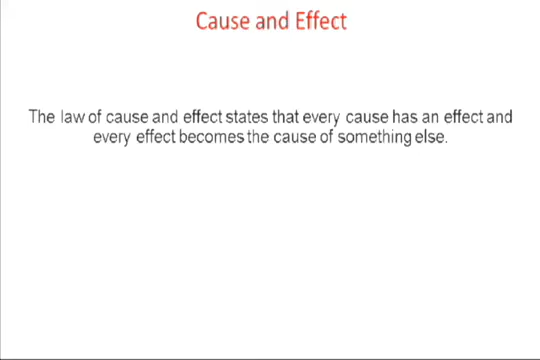 Cause and Effect
The law of cause and effect states that every cause has an effect and
every effect becomes the cause of something else.